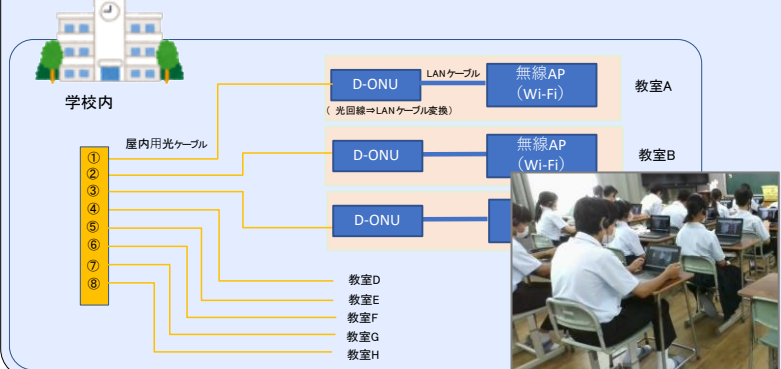 学校内
屋内用光ケーブル
①
②
③
④
⑤
⑥
⑦
⑧
D-ONU
LANケーブル
無線AP
（Wi-Fi）
教室A
（ 光回線⇒LANケーブル変換）
D-ONU
無線AP
（Wi-Fi）
教室B
D-ONU
教室D
教室E
教室F
教室G
教室H